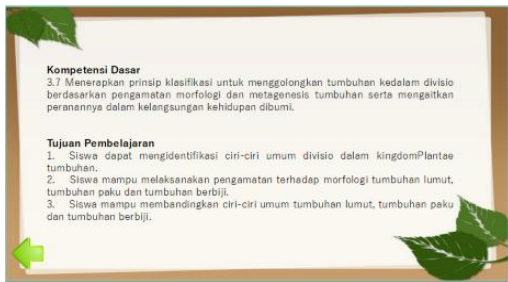 Kompetensi Dasar
3.7 Menerapkan prinsip klasifikasi untuk menggolongkan tumbuhan kedalam divisio
berdasarkan pengamatan morfologi dan metagenesis tumbuhan serta mengaitkan
peranannya dalam kelangsungan kehidupan dibumi.
Tujuan Pembelajaran
1. Siswa dapat mengidentifikasi ciri-ciri umum divisio dalam kingdomPlantae
tumbuhan.
2. Siswa mampu melaksanakan pengamatan terhadap morfologi tumbuhan lumut,
tumbuhan paku dan tumbuhan berbiji.
3. Siswa mampu membandingkan ciri-ciri umum tumbuhan lumut, tumbuhan paku
dan tumbuhan berbiji.